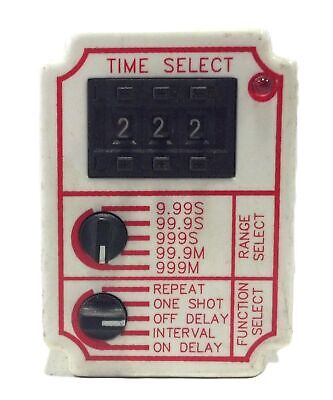 TIME SELECT
2 2 2
9.99S
99.9S
999S
99.9M
999M
RANGE
SELECT
REPEAT
ONE SHOT
OFF DELAY
INTERVAL
ON DELAY
FUNCTION
SELECT